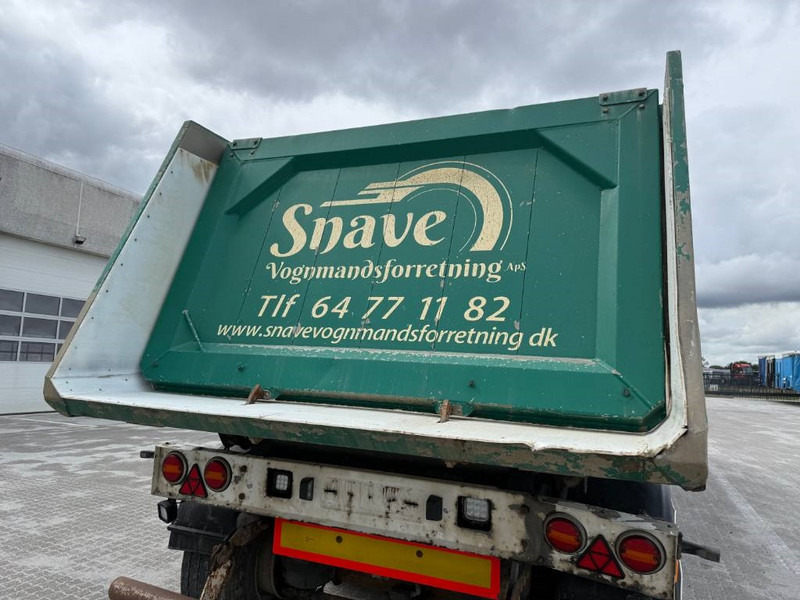 Snave
Vognmandsforretning ApS
Tlf 64 77 11 82
www.snavevognmandsforretning.dk